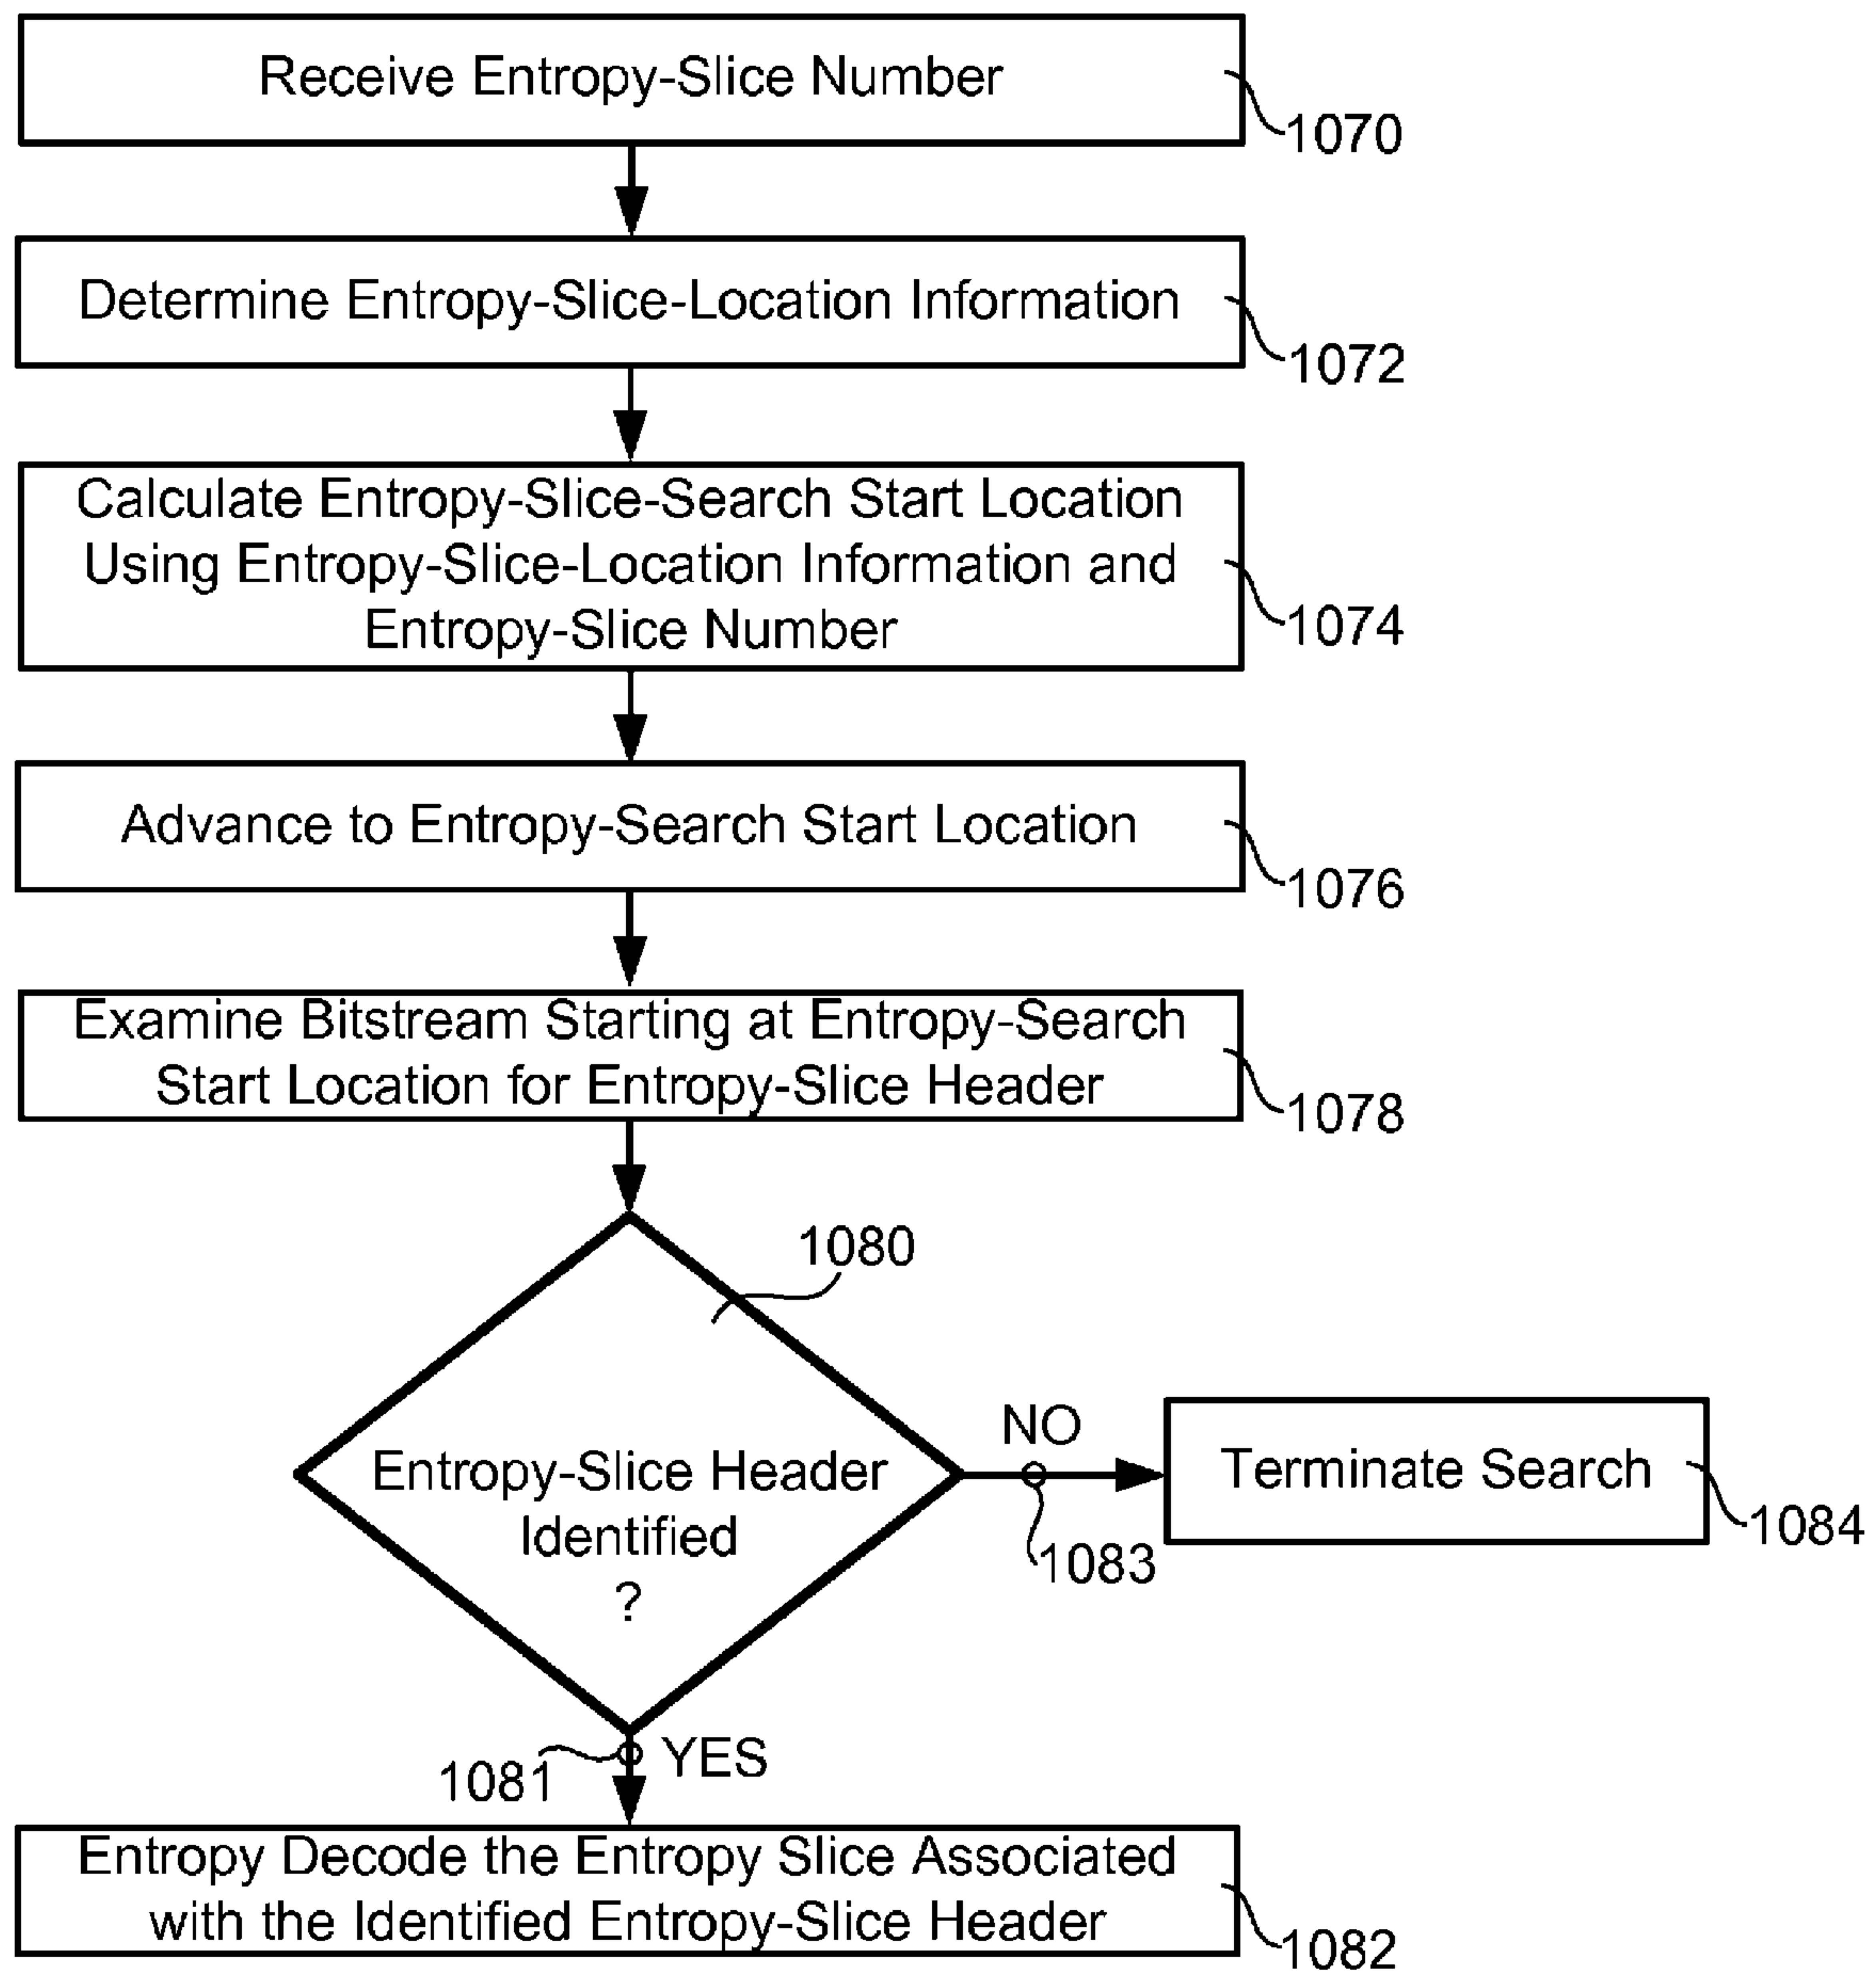 Receive Entropy-Slice Number
1070
Determine Entropy-Slice-Location Information
1072
Calculate Entropy-Slice-Search Start Location
Using Entropy-Slice-Location Information and
Entropy-Slice Number
1074
Advance to Entropy-Search Start Location
1076
Examine Bitstream Starting at Entropy-Search
Start Location for Entropy-Slice Header
1078
1080
Entropy-Slice Header
Identified
?
NO
1083
Terminate Search
1084
1081
YES
Entropy Decode the Entropy Slice Associated
with the Identified Entropy-Slice Header
1082